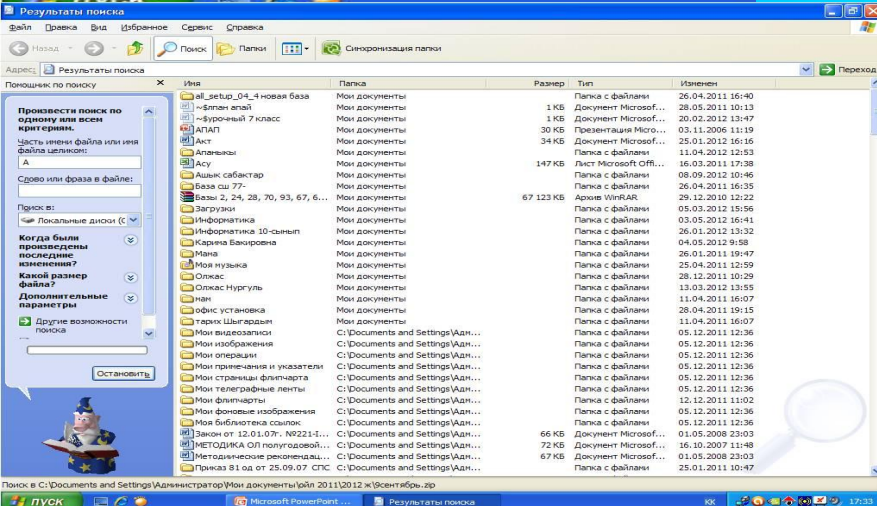 Результаты поиска
Файл Правка Вид Избранное Сервис Справка
Назад Поиск Папки Синхронизация папки
Адрес: Результаты поиска Переход
Помощник по поиску
Произвести поиск по
одному или всем
критериям.
Часть имени файла или имя
файла целиком:
А
Слово или фраза в файле:
Поиск в:
Локальные диски (C
Когда были
произведены
последние
изменения?
Какой размер
файла?
Дополнительные
параметры
Другие возможности
поиска
Остановить
Имя Папка Размер Тип Изменен
all_setup_04_4 новая база Мои документы Папка с файлами 26.04.2011 16:40
~$лпан апай Мои документы 1 КБ Документ Microsof... 28.05.2011 10:13
~$урочный 7 класс Мои документы 1 КБ Документ Microsof... 20.02.2012 13:47
АПАП Мои документы 30 КБ Презентация Micro... 03.11.2006 11:19
Акт Мои документы 34 КБ Документ Microsof... 25.01.2012 16:16
Апаныкы Мои документы Папка с файлами 11.04.2012 12:53
Асу Мои документы 147 КБ Лист Microsoft Offi... 16.03.2011 17:38
Ашык сабактар Мои документы Папка с файлами 08.09.2012 10:46
База сш 77- Мои документы Папка с файлами 26.04.2011 16:35
Базы 2, 24, 28, 70, 93, 67, 6... Мои документы 67 123 КБ Архив WinRAR 29.12.2010 12:22
Загрузки Мои документы Папка с файлами 05.03.2012 15:56
Информатика Мои документы Папка с файлами 03.05.2012 16:41
Информатика 10-сынып Мои документы Папка с файлами 26.01.2012 13:32
Карина Бакировна Мои документы Папка с файлами 04.05.2012 9:58
Мана Мои документы Папка с файлами 26.01.2011 19:47
Моя музыка Мои документы Папка с файлами 25.04.2011 12:59
Олжас Мои документы Папка с файлами 28.12.2011 10:29
Олжас Нургуль Мои документы Папка с файлами 13.03.2012 13:55
нан Мои документы Папка с файлами 11.04.2011 16:07
офис установка Мои документы Папка с файлами 28.04.2011 19:15
тарих Шыгардым Мои документы Папка с файлами 11.04.2011 16:07
Мои видеозаписи C:\Documents and Settings\Адм... Папка с файлами 05.12.2011 12:36
Мои изображения C:\Documents and Settings\Адм... Папка с файлами 05.12.2011 12:36
Мои операции C:\Documents and Settings\Адм... Папка с файлами 05.12.2011 12:36
Мои примечания и указатели C:\Documents and Settings\Адм... Папка с файлами 05.12.2011 12:36
Мои страницы флипчарта C:\Documents and Settings\Адм... Папка с файлами 05.12.2011 12:36
Мои телеграфные ленты C:\Documents and Settings\Адм... Папка с файлами 05.12.2011 12:36
Мои флипчарты C:\Documents and Settings\Адм... Папка с файлами 12.12.2011 11:02
Мои фоновые изображения C:\Documents and Settings\Адм... Папка с файлами 05.12.2011 12:36
Моя библиотека ссылок C:\Documents and Settings\Адм... Папка с файлами 05.12.2011 12:36
Закон от 12.01.07г. №221-I... C:\Documents and Settings\Адм... 66 КБ Документ Microsof... 01.05.2008 23:03
МЕТОДИКА ОЛ полугодовой... C:\Documents and Settings\Адм... 72 КБ Документ Microsof... 16.10.2007 11:48
Методические рекомендац... C:\Documents and Settings\Адм... 67 КБ Документ Microsof... 01.05.2008 23:03
Приказ 81 од от 25.09.07 СПС C:\Documents and Settings\Адм... Папка с файлами 25.01.2011 10:47
Поиск в C:\Documents and Settings\Администратор\Мои документы\ойл 2011\2012 ж\9сентябрь.zip
пуск Microsoft PowerPoint ... Результаты поиска KK 17:33